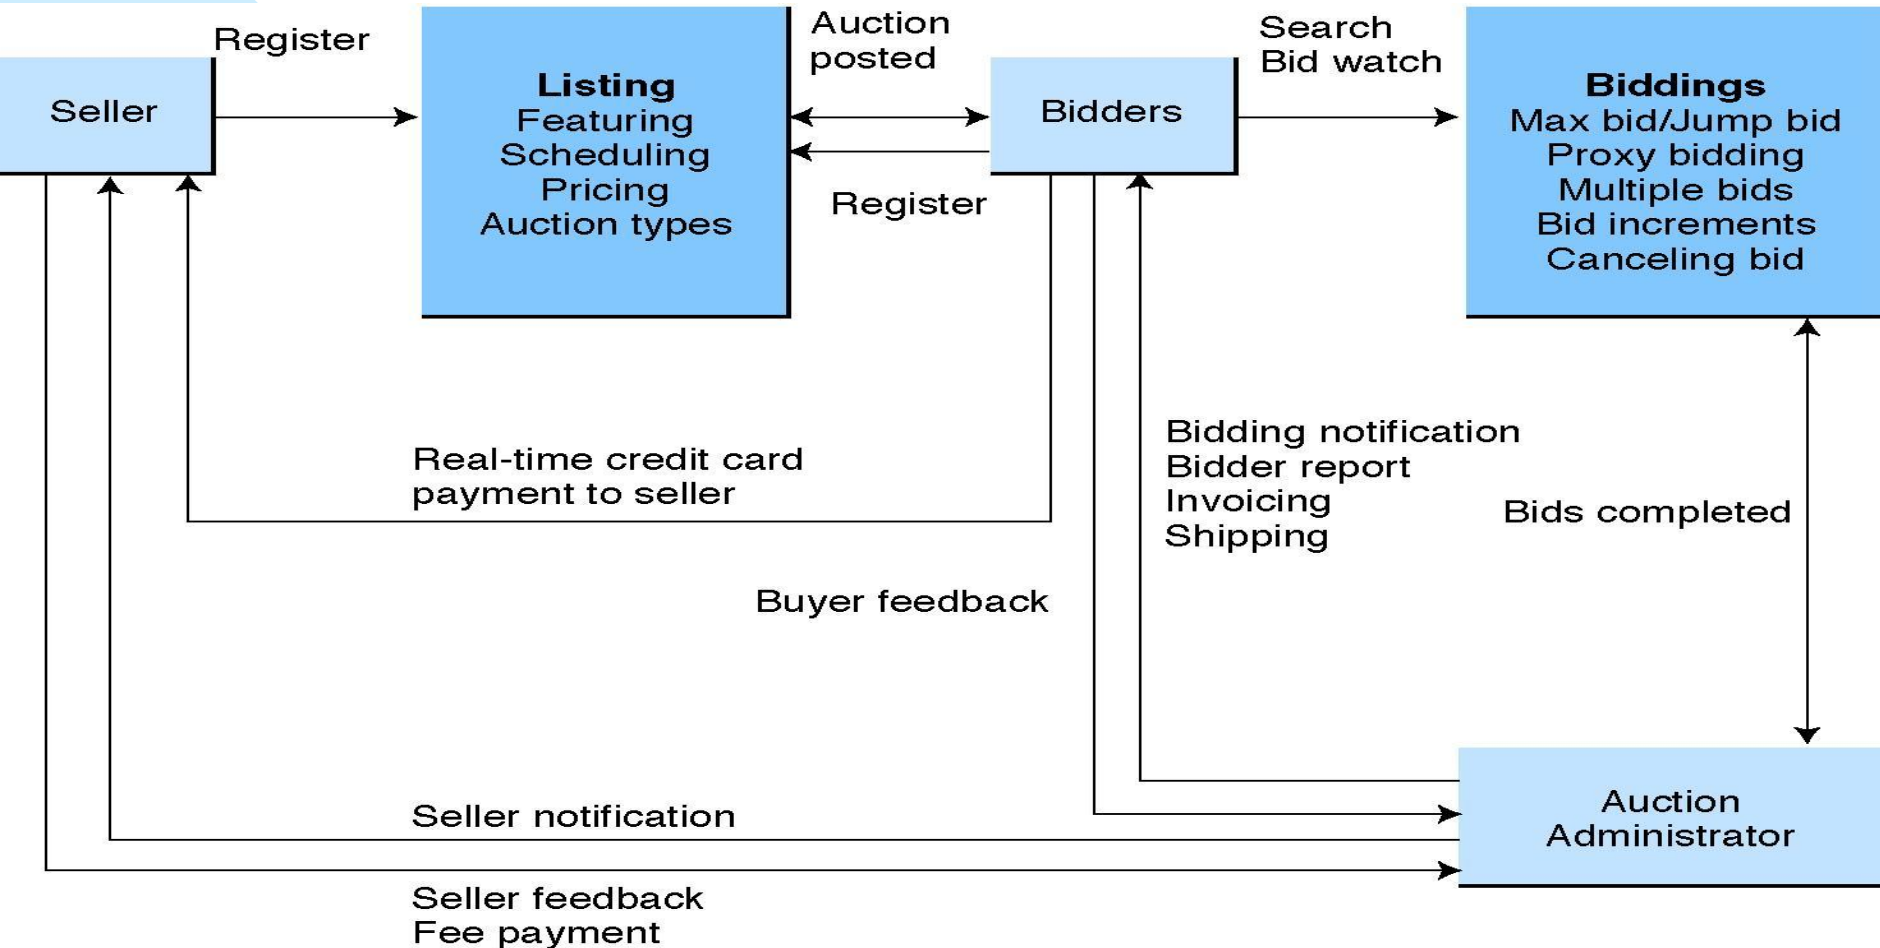 Register
Seller
Listing
Featuring
Scheduling
Pricing
Auction types
Auction
posted
Register
Bidders
Search
Bid watch
Biddings
Max bid/Jump bid
Proxy bidding
Multiple bids
Bid increments
Canceling bid
Real-time credit card
payment to seller
Bidding notification
Bidder report
Invoicing
Shipping
Bids completed
Buyer feedback
Seller notification
Auction
Administrator
Seller feedback
Fee payment